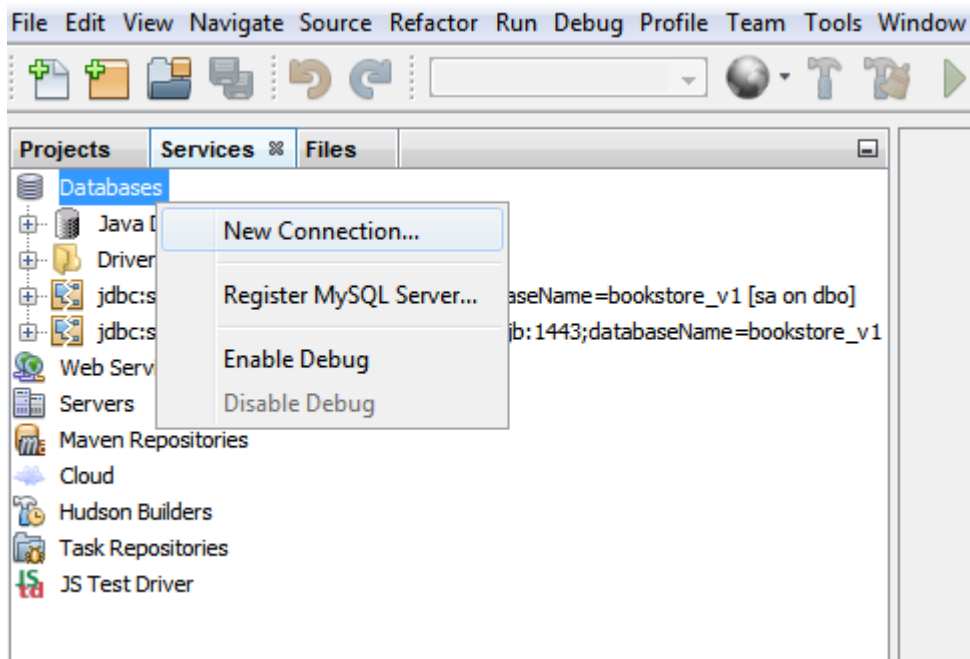 File Edit View Navigate Source Refactor Run Debug Profile Team Tools Window
Projects Services Files
Databases
Java
New Connection...
Driver
jdbc:s aseName=bookstore_v1 [sa on dbo]
Register MySQL Server...
jdbc:s jb:1443;databaseName=bookstore_v1
Enable Debug
Web Servi
Servers
Disable Debug
Maven Repositories
Cloud
Hudson Builders
Task Repositories
JS Test Driver